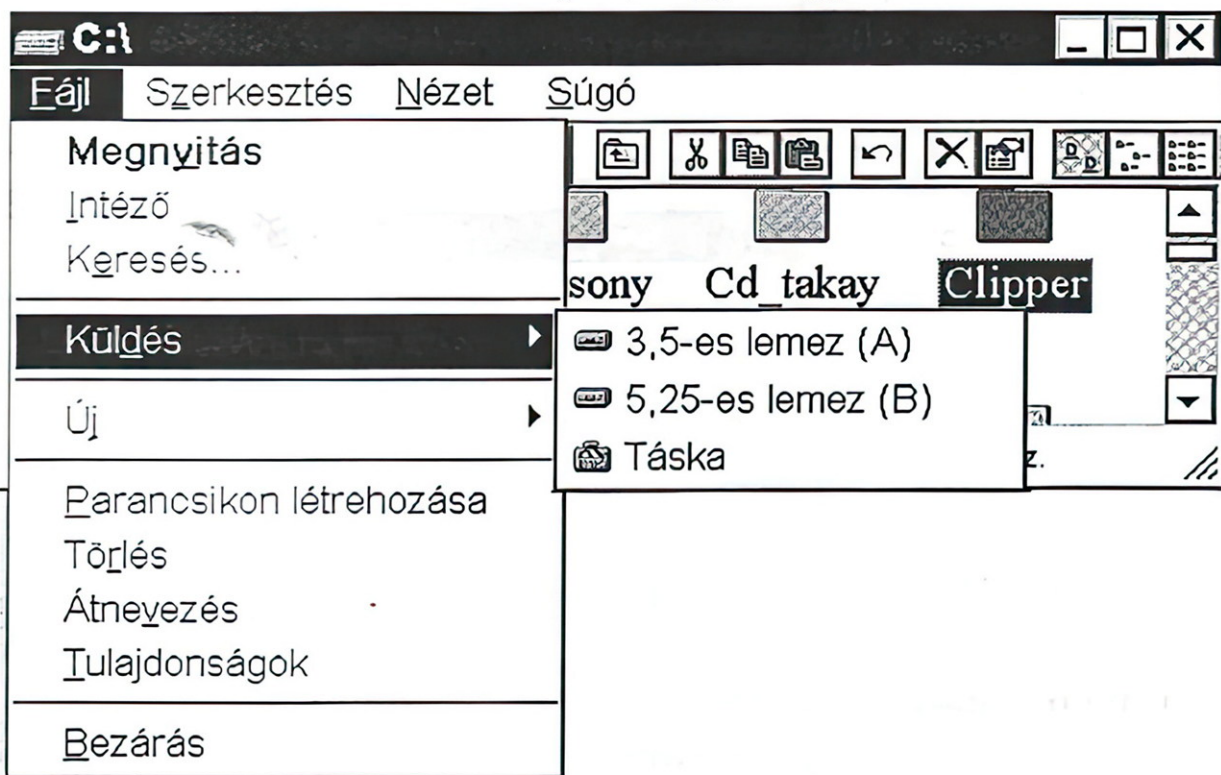 C:\
Fájl Szerkesztés Nézet Súgó
Megnyitás
Intéző
Keresés...
sony Cd_takay Clipper
Küldés
3,5-es lemez (A)
5,25-es lemez (B)
Új
Táska
z.
Parancsikon létrehozása
Törlés
Átnevezés
Tulajdonságok
Bezárás